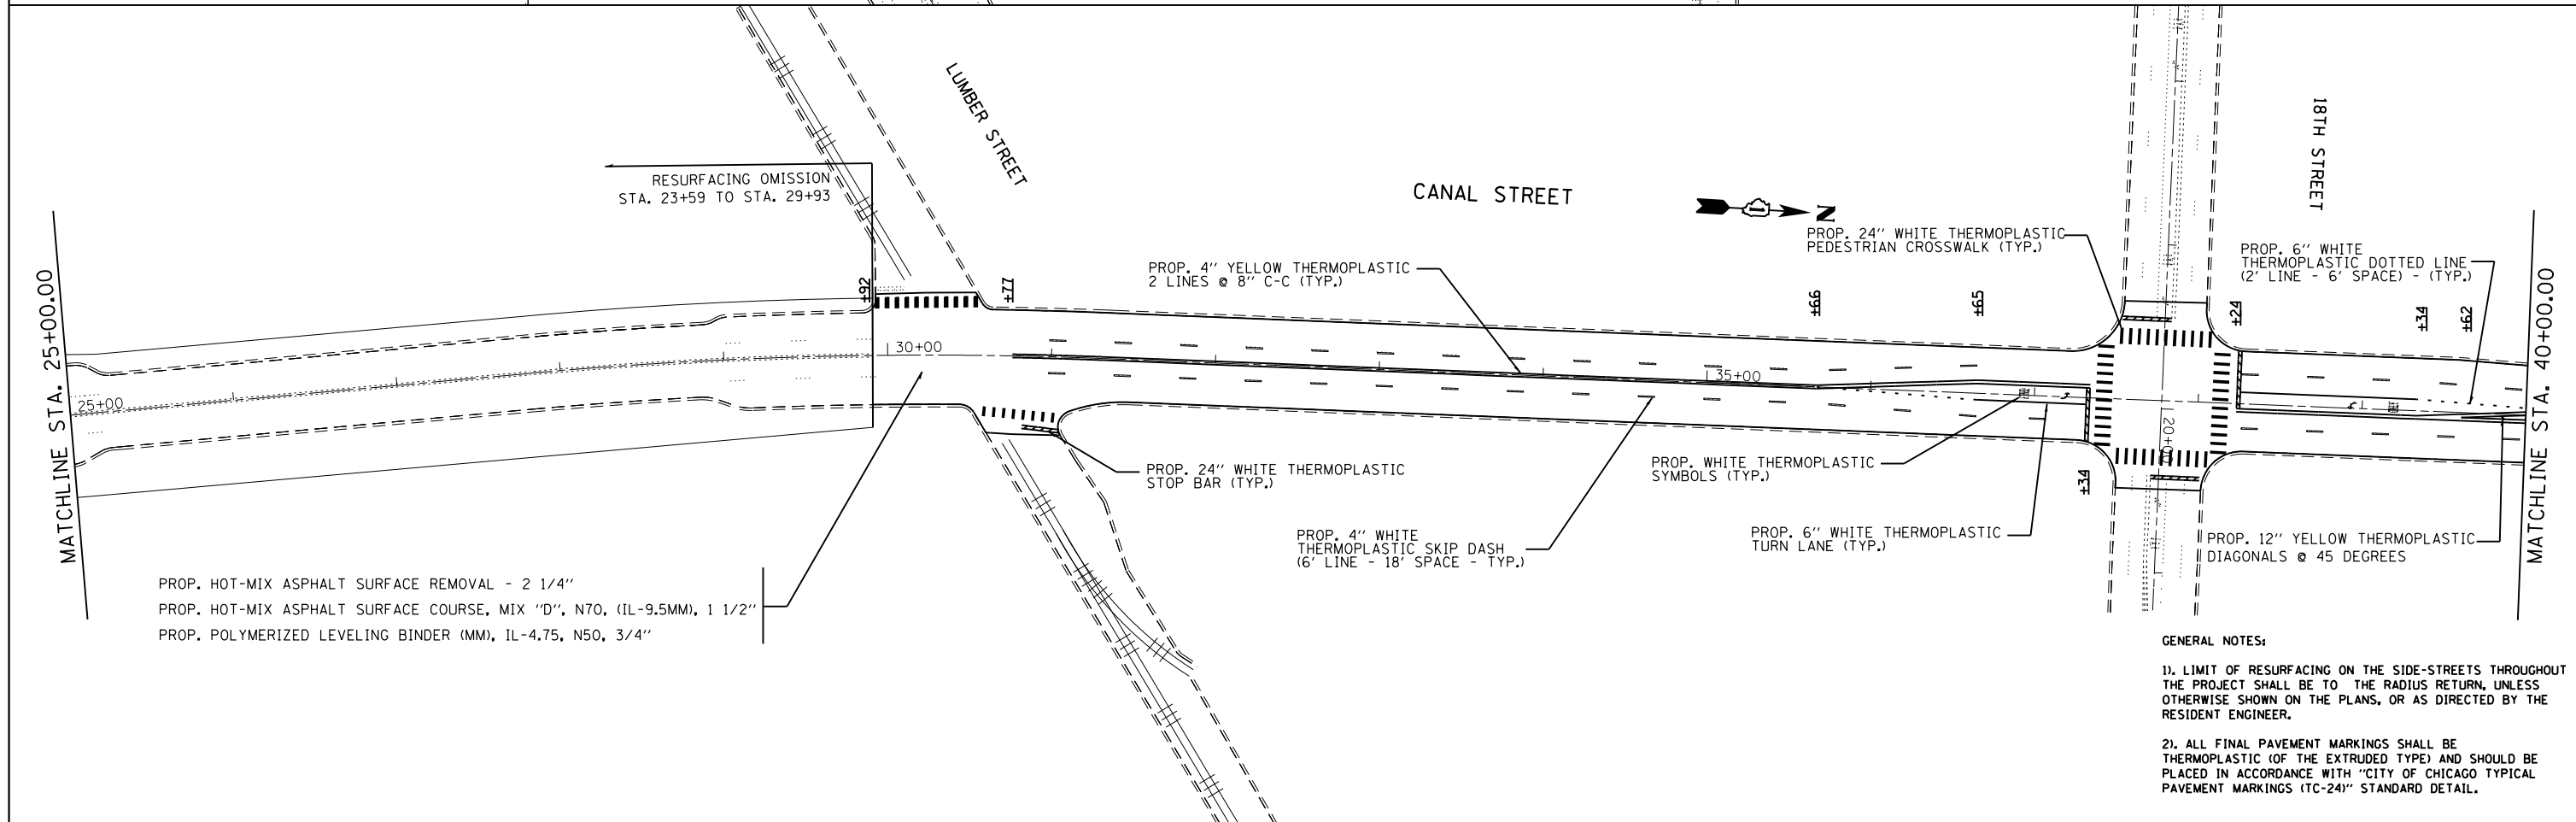 LUMBER STREET
18TH STREET
RESURFACING OMISSION
STA. 23+59 TO STA. 29+93
CANAL STREET
N
PROP. 24" WHITE THERMOPLASTIC
PEDESTRIAN CROSSWALK (TYP.)
PROP. 6" WHITE
THERMOPLASTIC DOTTED LINE
(2' LINE - 6' SPACE) - (TYP.)
PROP. 4" YELLOW THERMOPLASTIC
2 LINES @ 8" C-C (TYP.)
MATCHLINE STA. 25+00.00
+92
+77
+66
+65
+24
+34
+62
MATCHLINE STA. 40+00.00
25+00
30+00
35+00
20+00
+34
PROP. 24" WHITE THERMOPLASTIC
STOP BAR (TYP.)
PROP. WHITE THERMOPLASTIC
SYMBOLS (TYP.)
PROP. 4" WHITE
THERMOPLASTIC SKIP DASH
(6' LINE - 18' SPACE - TYP.)
PROP. 6" WHITE THERMOPLASTIC
TURN LANE (TYP.)
PROP. 12" YELLOW THERMOPLASTIC
DIAGONALS @ 45 DEGREES
PROP. HOT-MIX ASPHALT SURFACE REMOVAL - 2 1/4"
PROP. HOT-MIX ASPHALT SURFACE COURSE, MIX "D", N70, (IL-9.5MM), 1 1/2"
PROP. POLYMERIZED LEVELING BINDER (MM), IL-4.75, N50, 3/4"
GENERAL NOTES:
1). LIMIT OF RESURFACING ON THE SIDE-STREETS THROUGHOUT
THE PROJECT SHALL BE TO THE RADIUS RETURN, UNLESS
OTHERWISE SHOWN ON THE PLANS, OR AS DIRECTED BY THE
RESIDENT ENGINEER.
2). ALL FINAL PAVEMENT MARKINGS SHALL BE
THERMOPLASTIC (OF THE EXTRUDED TYPE) AND SHOULD BE
PLACED IN ACCORDANCE WITH "CITY OF CHICAGO TYPICAL
PAVEMENT MARKINGS (TC-24)" STANDARD DETAIL.